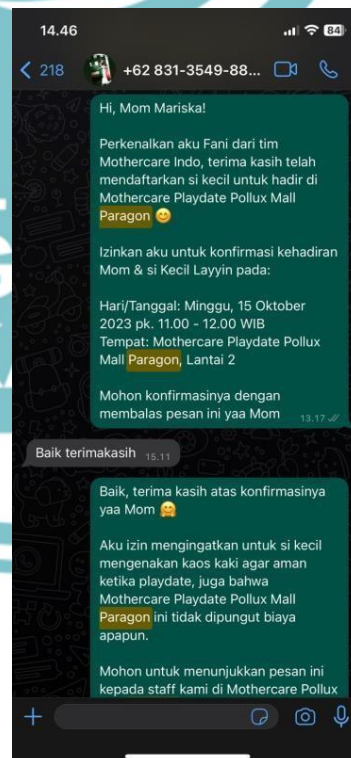 14.46
84
218
+62 831-3549-88...
Hi, Mom Mariska!
Perkenalkan aku Fani dari tim
Mothercare Indo, terima kasih telah
mendaftarkan si kecil untuk hadir di
Mothercare Playdate Pollux Mall
Paragon 😊
Izinkan aku untuk konfirmasi kehadiran
Mom & si Kecil Layyin pada:
Hari/Tanggal: Minggu, 15 Oktober
2023 pk. 11.00 - 12.00 WIB
Tempat: Mothercare Playdate Pollux
Mall Paragon, Lantai 2
Mohon konfirmasinya dengan
membalas pesan ini yaa Mom
13.17
Baik terimakasih 15.11
Baik, terima kasih atas konfirmasinya
yaa Mom 🤗
Aku izin mengingatkan untuk si kecil
mengenakan kaos kaki agar aman
ketika playdate, juga bahwa
Mothercare Playdate Pollux Mall
Paragon ini tidak dipungut biaya
apapun.
Mohon untuk menunjukkan pesan ini
kepada staff kami di Mothercare Pollux